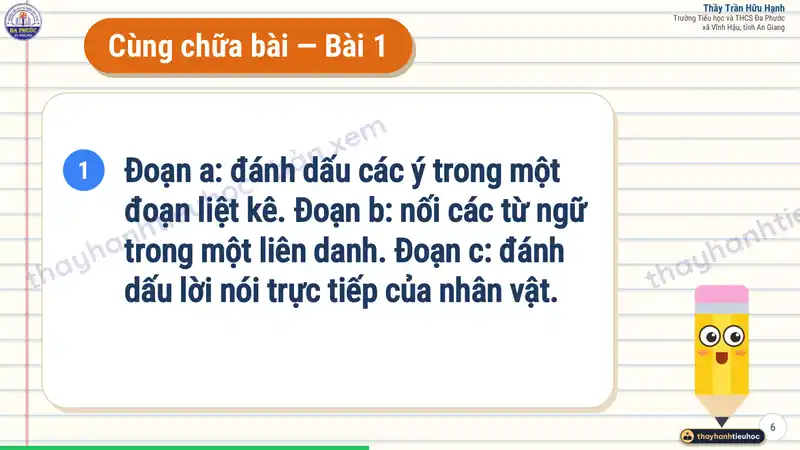 Thầy Trần Hữu Hạnh
Trường Tiểu học và THCS Đa Phước
xã Vĩnh Hậu, tỉnh An Giang
ĐA PHƯỚC
Cùng chữa bài – Bài 1
1
Đoạn a: đánh dấu các ý trong một
đoạn liệt kê. Đoạn b: nối các từ ngữ
trong một liên danh. Đoạn c: đánh
dấu lời nói trực tiếp của nhân vật.
thayhanhtieuhoc
6